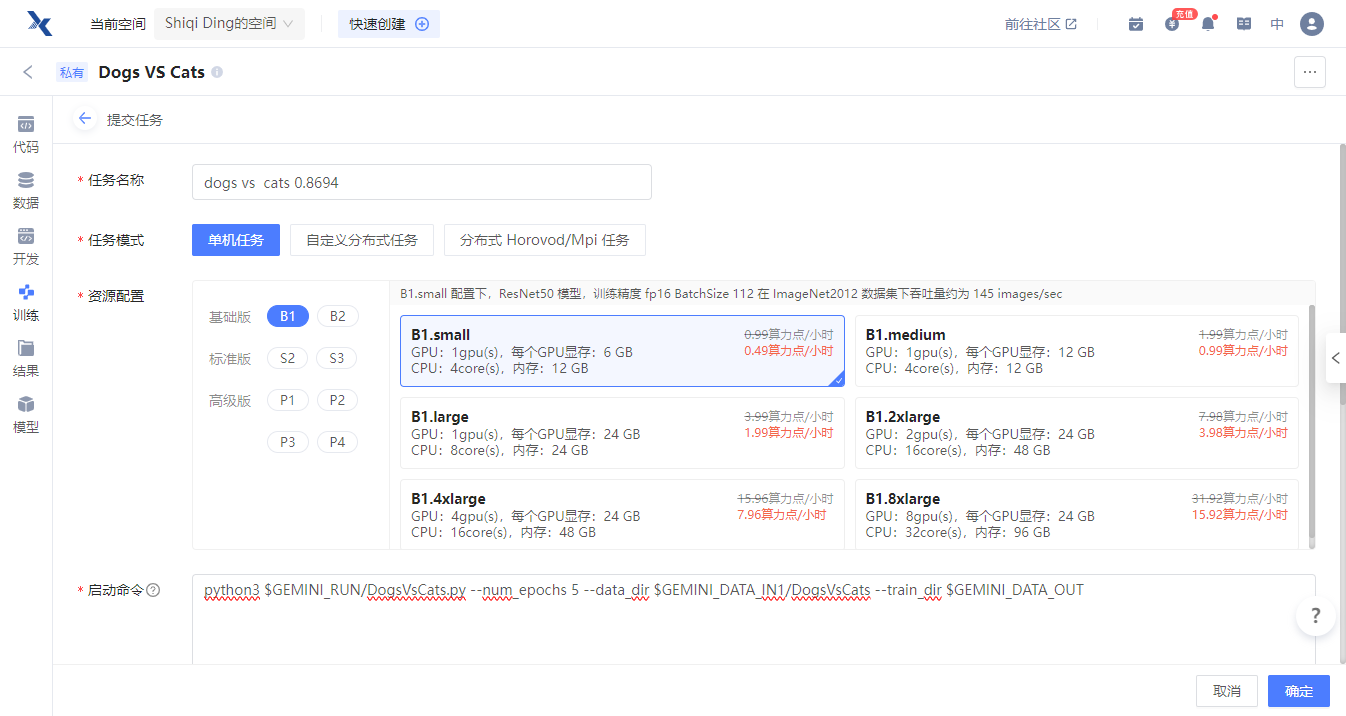 当前空间 Shiqi Ding的空间 快速创建 前往社区 充值 中
私有 Dogs VS Cats
提交任务
代码
数据
开发
训练
结果
模型
* 任务名称 dogs vs  cats 0.8694
* 任务模式 单机任务 自定义分布式任务 分布式 Horovod/Mpi 任务
* 资源配置
基础版 B1 B2
标准版 S2 S3
高级版 P1 P2
P3 P4
B1.small 配置下，ResNet50 模型，训练精度 fp16 BatchSize 112 在 ImageNet2012 数据集下吞吐量约为 145 images/sec
B1.small 0.99算力点/小时
GPU：1gpu(s)，每个GPU显存：6 GB 0.49算力点/小时
CPU：4core(s)，内存：12 GB
B1.medium 1.99算力点/小时
GPU：1gpu(s)，每个GPU显存：12 GB 0.99算力点/小时
CPU：4core(s)，内存：12 GB
B1.large 3.99算力点/小时
GPU：1gpu(s)，每个GPU显存：24 GB 1.99算力点/小时
CPU：8core(s)，内存：24 GB
B1.2xlarge 7.98算力点/小时
GPU：2gpu(s)，每个GPU显存：24 GB 3.98算力点/小时
CPU：16core(s)，内存：48 GB
B1.4xlarge 15.96算力点/小时
GPU：4gpu(s)，每个GPU显存：24 GB 7.96算力点/小时
CPU：16core(s)，内存：48 GB
B1.8xlarge 31.92算力点/小时
GPU：8gpu(s)，每个GPU显存：24 GB 15.92算力点/小时
CPU：32core(s)，内存：96 GB
* 启动命令 ?
python3 $GEMINI_RUN/DogsVsCats.py --num_epochs 5 --data_dir $GEMINI_DATA_IN1/DogsVsCats --train_dir $GEMINI_DATA_OUT
?
取消 确定